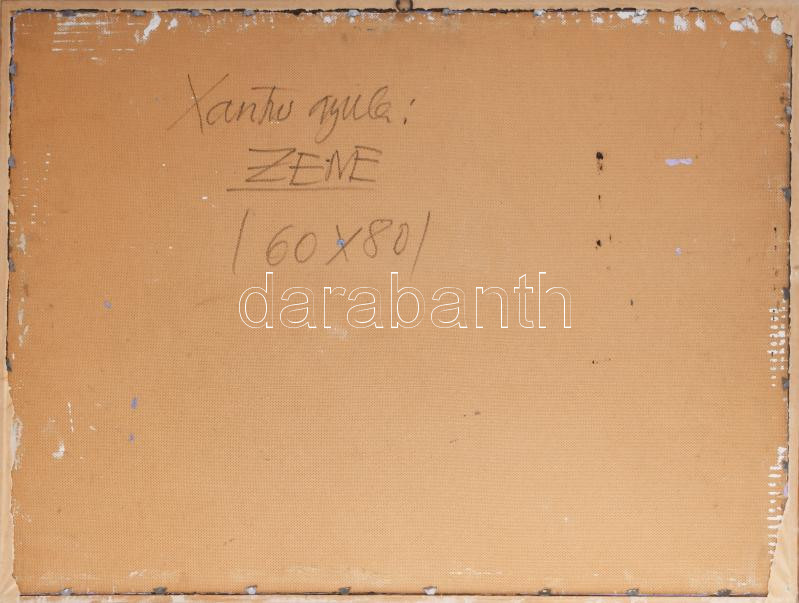 Xantus gyula:
ZENE
/60X80/
darabanth